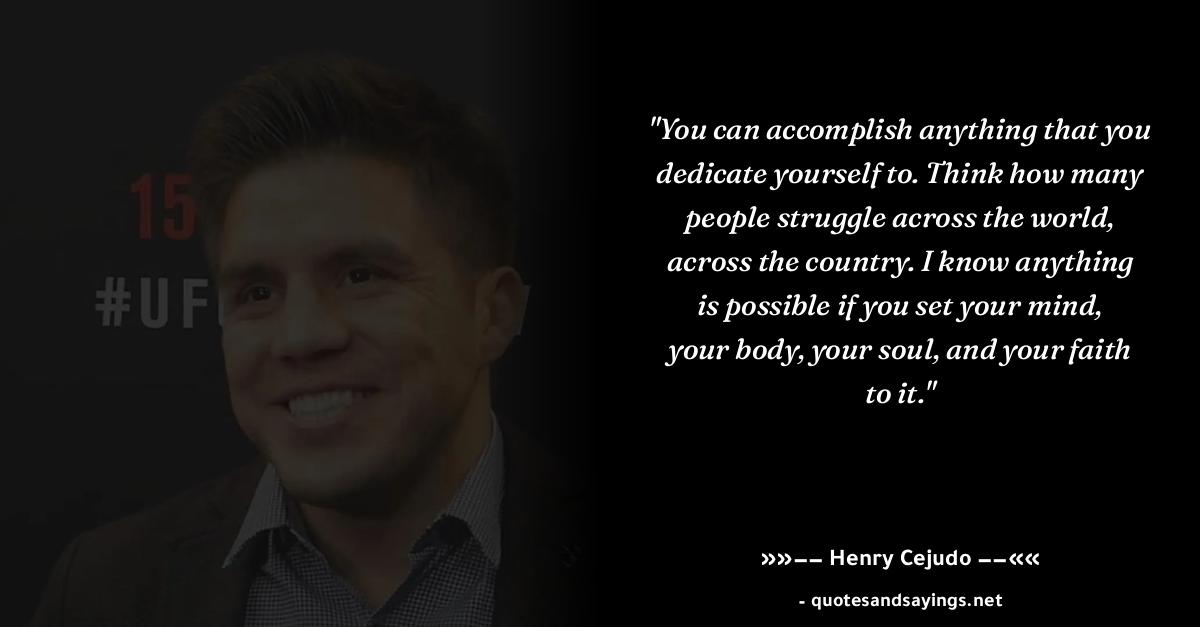 15
#UF
"You can accomplish anything that you
dedicate yourself to. Think how many
people struggle across the world,
across the country. I know anything
is possible if you set your mind,
your body, your soul, and your faith
to it."
»»–– Henry Cejudo ––««
- quotesandsayings.net